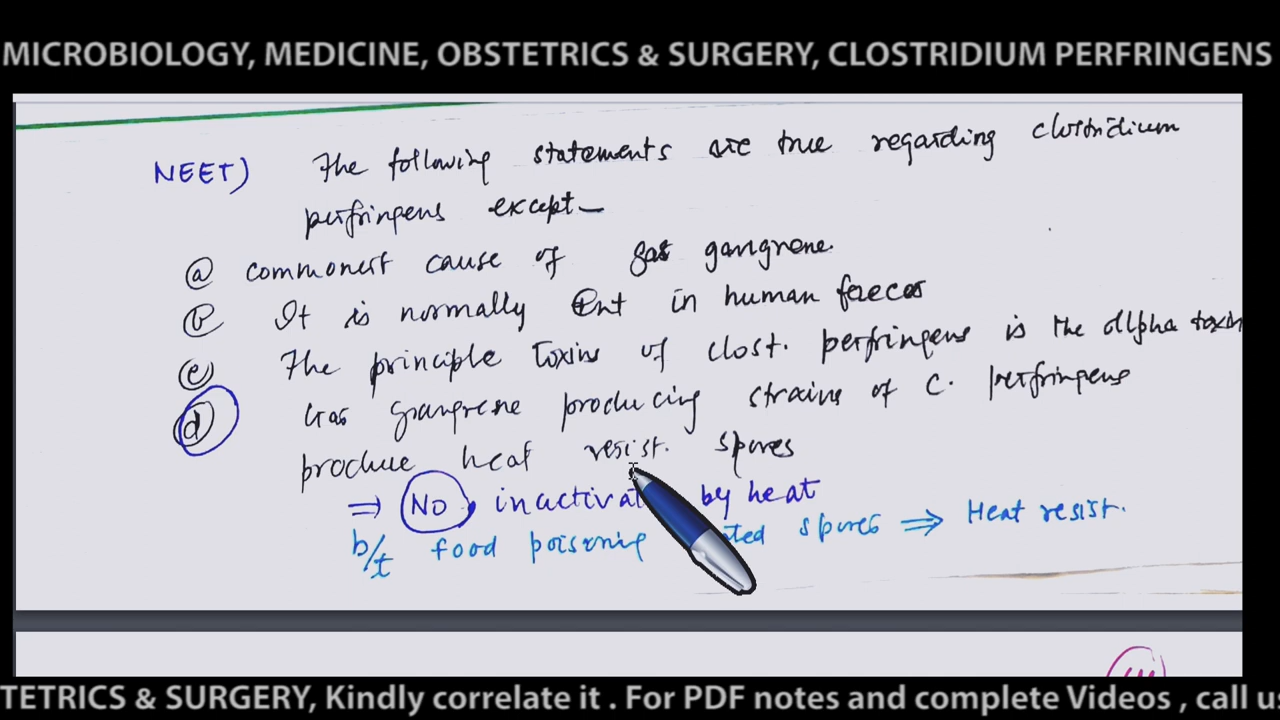 MICROBIOLOGY, MEDICINE, OBSTETRICS & SURGERY, CLOSTRIDIUM PERFRINGENS
NEET) The following statements are true regarding clostridium
perfringens except-
(a) commonest cause of gas gangrene.
(b) It is normally in human faeces
(c) The principle toxins of clost. perfringens is the alpha toxin
(d) Gas grangrene producing strains of C. perfringens
produce heat resist. spores
⇒ No, inactivat by heat
b/t food poisoning ated spores ⇒ Heat resist.
TETRICS & SURGERY, Kindly correlate it . For PDF notes and complete Videos , call us